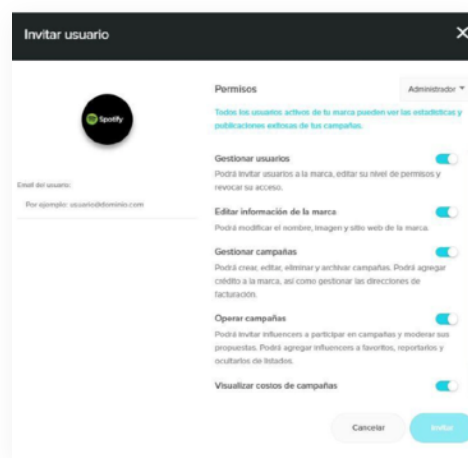 Invitar usuario
Spotify
Email del usuario:
Por ejemplo: usuario@dominio.com
Permisos
Administrador
Todos los usuarios activos de tu marca pueden ver las estadísticas y
publicaciones exitosas de tus campañas.
Gestionar usuarios
Podrá invitar usuarios a la marca, editar su nivel de permisos y
revocar su acceso.
Editar información de la marca
Podrá modificar el nombre, imagen y sitio web de la marca.
Gestionar campañas
Podrá crear, editar, eliminar y archivar campañas. Podrá agregar
crédito a la marca, así como gestionar las direcciones de
facturación.
Operar campañas
Podrá invitar influencers a participar en campañas y moderar sus
propuestas. Podrá agregar influencers a favoritos, reportarlos y
ocultarlos de listados.
Visualizar costos de campañas
Cancelar
Invitar